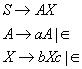 S → AX
A → aA | ∈
X → bXc | ∈